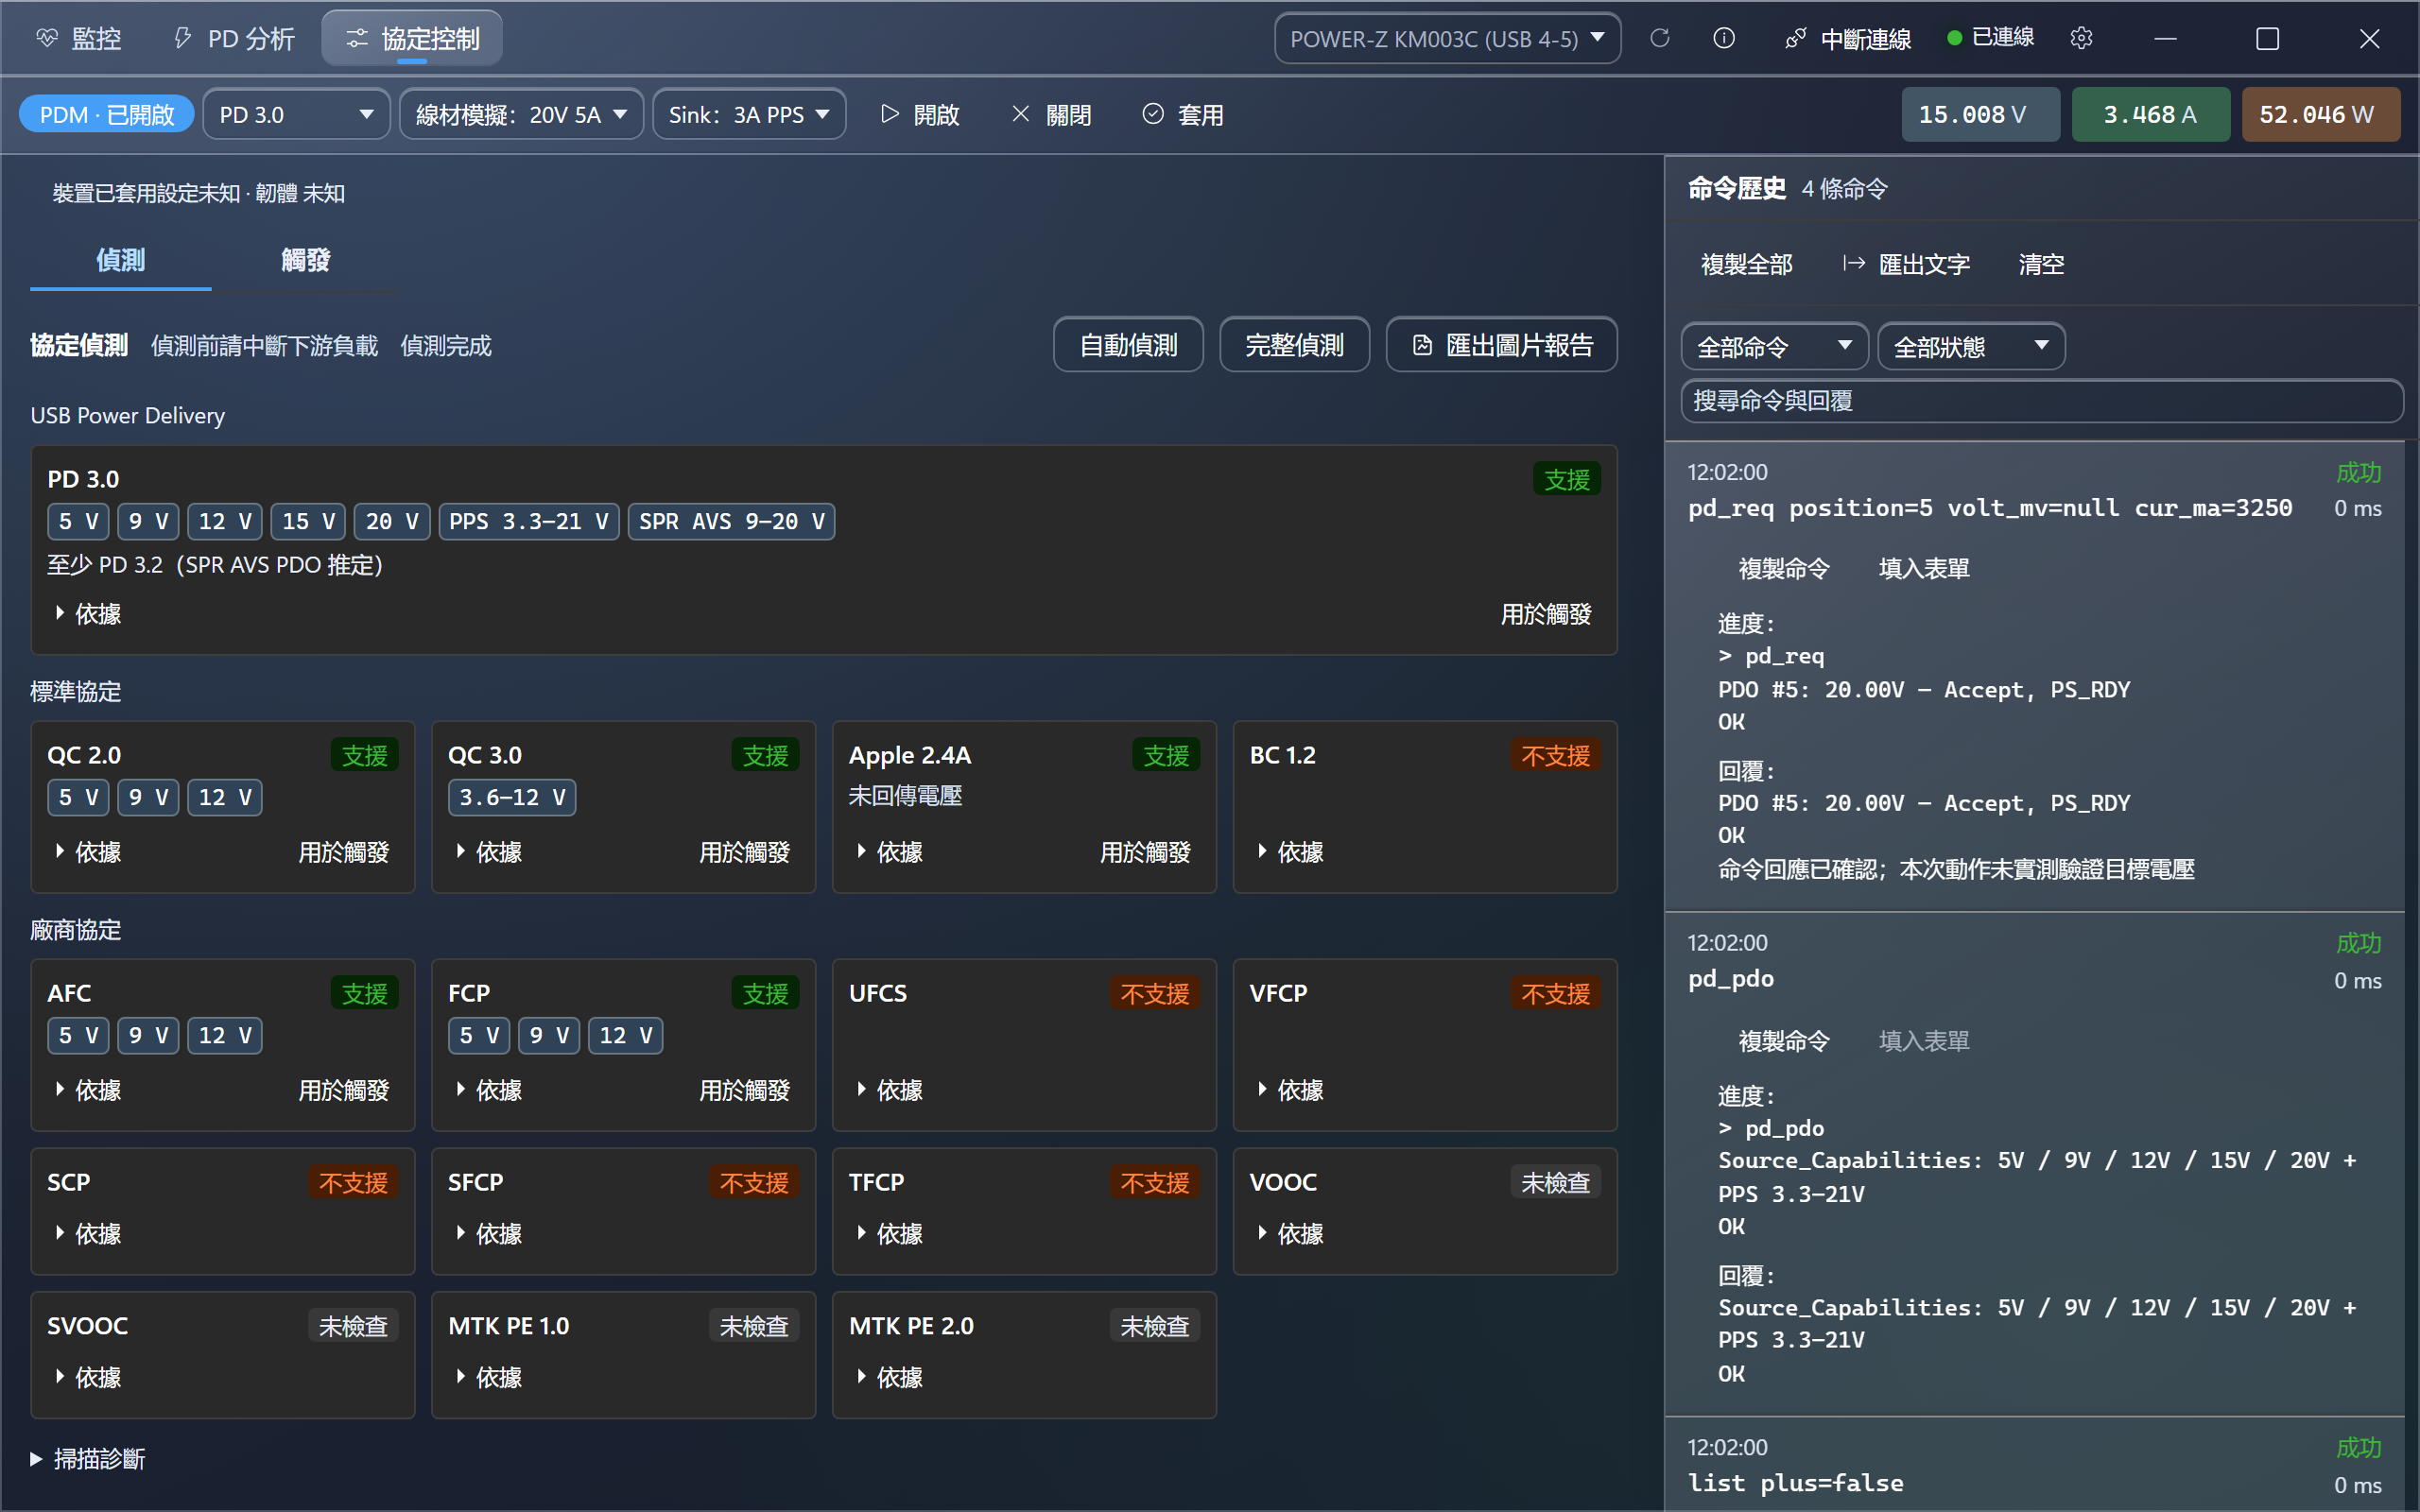 監控 PD 分析 協定控制 POWER-Z KM003C (USB 4-5) 中斷連線 已連線
PDM · 已開啟 PD 3.0 線材模擬：20V 5A Sink：3A PPS 開啟 關閉 套用 15.008 V 3.468 A 52.046 W
裝置已套用設定未知 · 韌體 未知
偵測 觸發
協定偵測 偵測前請中斷下游負載 偵測完成 自動偵測 完整偵測 匯出圖片報告
USB Power Delivery
PD 3.0 支援
5 V 9 V 12 V 15 V 20 V PPS 3.3–21 V SPR AVS 9–20 V
至少 PD 3.2（SPR AVS PDO 推定）
依據 用於觸發
標準協定
QC 2.0 支援
5 V 9 V 12 V
依據 用於觸發
QC 3.0 支援
3.6–12 V
依據 用於觸發
Apple 2.4A 支援
未回傳電壓
依據 用於觸發
BC 1.2 不支援
依據
廠商協定
AFC 支援
5 V 9 V 12 V
依據 用於觸發
FCP 支援
5 V 9 V 12 V
依據 用於觸發
UFCS 不支援
依據
VFCP 不支援
依據
SCP 不支援
依據
SFCP 不支援
依據
TFCP 不支援
依據
VOOC 未檢查
依據
SVOOC 未檢查
依據
MTK PE 1.0 未檢查
依據
MTK PE 2.0 未檢查
依據
掃描診斷
命令歷史 4 條命令
複製全部 匯出文字 清空
全部命令 全部狀態
搜尋命令與回覆
12:02:00 成功
pd_req position=5 volt_mv=null cur_ma=3250 0 ms
複製命令 填入表單
進度：
> pd_req
PDO #5: 20.00V — Accept, PS_RDY
OK
回覆：
PDO #5: 20.00V — Accept, PS_RDY
OK
命令回應已確認；本次動作未實測驗證目標電壓
12:02:00 成功
pd_pdo 0 ms
複製命令 填入表單
進度：
> pd_pdo
Source_Capabilities: 5V / 9V / 12V / 15V / 20V +
PPS 3.3–21V
OK
回覆：
Source_Capabilities: 5V / 9V / 12V / 15V / 20V +
PPS 3.3–21V
OK
12:02:00 成功
list plus=false 0 ms